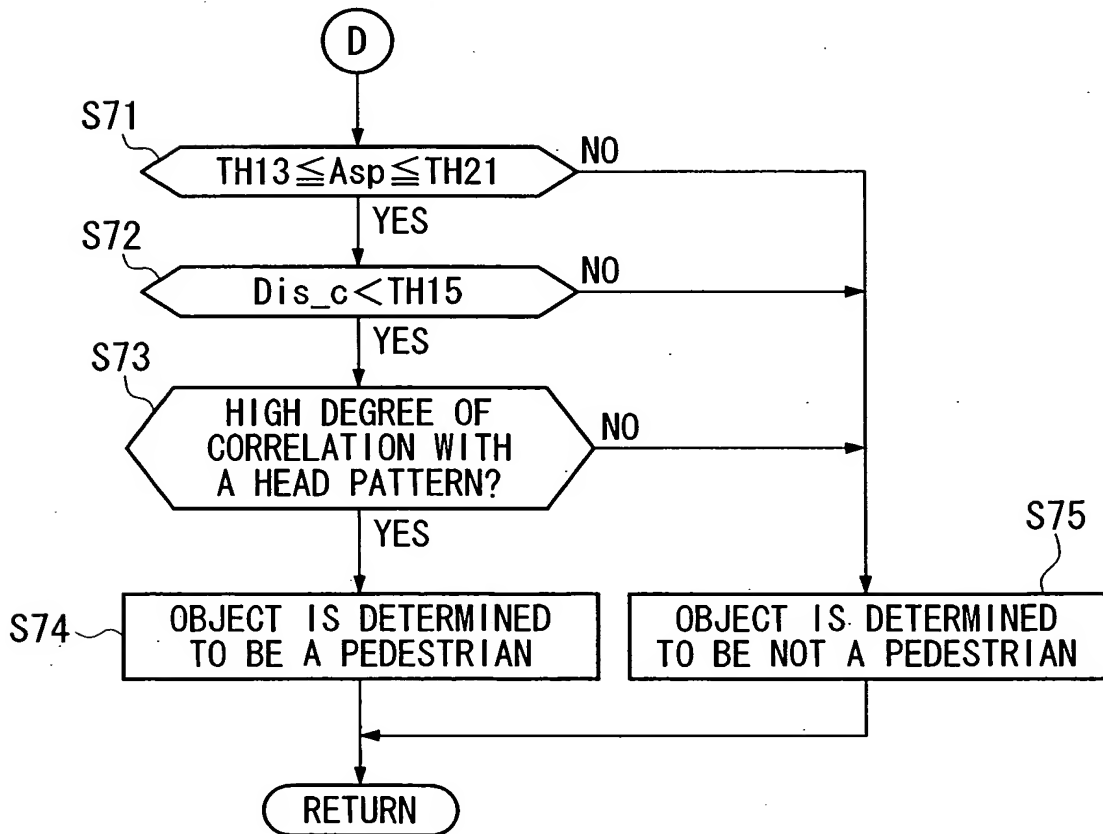 D
S71
TH13≦Asp≦TH21
NO
YES
S72
Dis_c<TH15
NO
YES
S73
HIGH DEGREE OF
CORRELATION WITH
A HEAD PATTERN?
NO
YES
S75
S74
OBJECT IS DETERMINED
TO BE A PEDESTRIAN
OBJECT IS DETERMINED
TO BE NOT A PEDESTRIAN
RETURN